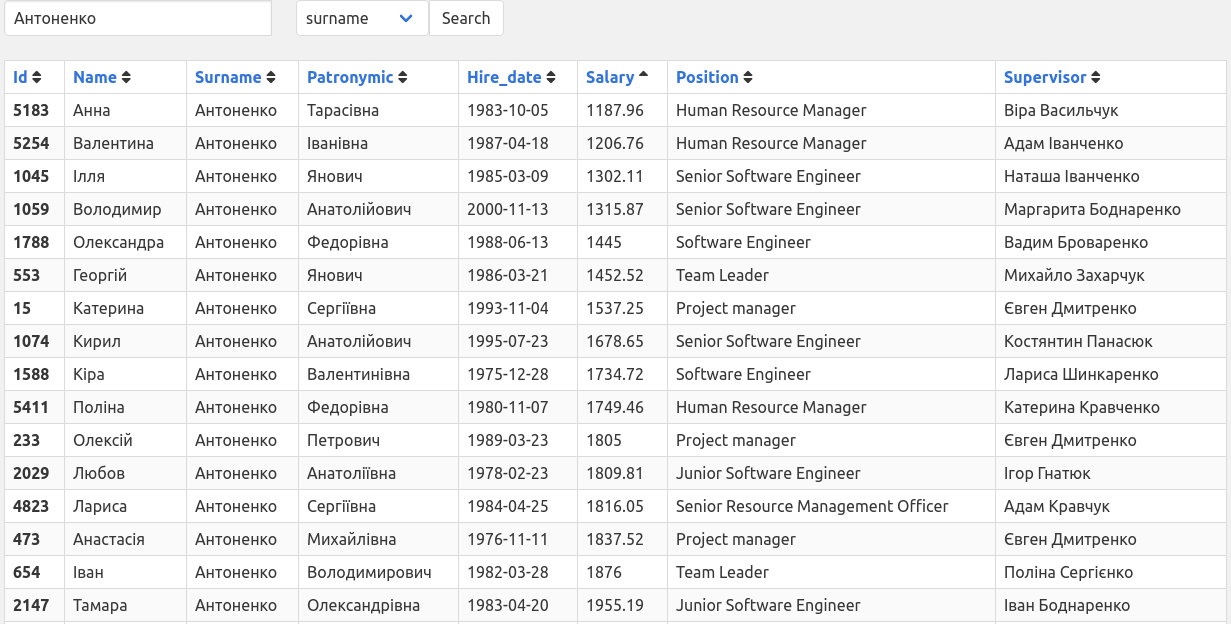 Антоненко surname Search
Id Name Surname Patronymic Hire_date Salary Position Supervisor
5183 Анна Антоненко Тарасівна 1983-10-05 1187.96 Human Resource Manager Віра Васильчук
5254 Валентина Антоненко Іванівна 1987-04-18 1206.76 Human Resource Manager Адам Іванченко
1045 Ілля Антоненко Янович 1985-03-09 1302.11 Senior Software Engineer Наташа Іванченко
1059 Володимир Антоненко Анатолійович 2000-11-13 1315.87 Senior Software Engineer Маргарита Боднаренко
1788 Олександра Антоненко Федорівна 1988-06-13 1445 Software Engineer Вадим Броваренко
553 Георгій Антоненко Янович 1986-03-21 1452.52 Team Leader Михайло Захарчук
15 Катерина Антоненко Сергіївна 1993-11-04 1537.25 Project manager Євген Дмитренко
1074 Кирил Антоненко Анатолійович 1995-07-23 1678.65 Senior Software Engineer Костянтин Панасюк
1588 Кіра Антоненко Валентинівна 1975-12-28 1734.72 Software Engineer Лариса Шинкаренко
5411 Поліна Антоненко Федорівна 1980-11-07 1749.46 Human Resource Manager Катерина Кравченко
233 Олексій Антоненко Петрович 1989-03-23 1805 Project manager Євген Дмитренко
2029 Любов Антоненко Анатоліївна 1978-02-23 1809.81 Junior Software Engineer Ігор Гнатюк
4823 Лариса Антоненко Сергіївна 1984-04-25 1816.05 Senior Resource Management Officer Адам Кравчук
473 Анастасія Антоненко Михайлівна 1976-11-11 1837.52 Project manager Євген Дмитренко
654 Іван Антоненко Володимирович 1982-03-28 1876 Team Leader Поліна Сергієнко
2147 Тамара Антоненко Олександрівна 1983-04-20 1955.19 Junior Software Engineer Іван Боднаренко